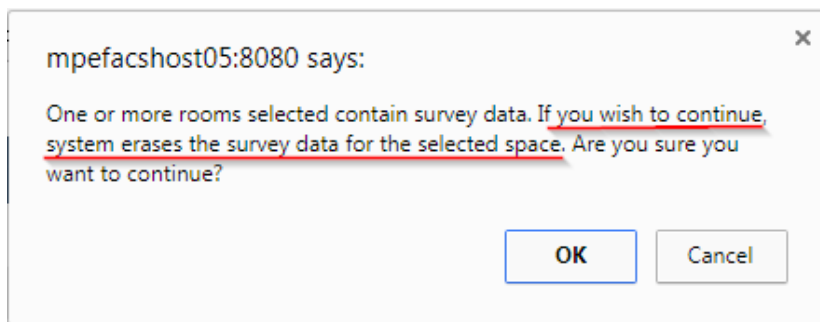 mpefacshost05:8080 says:
One or more rooms selected contain survey data. If you wish to continue,
system erases the survey data for the selected space. Are you sure you
want to continue?
OK Cancel